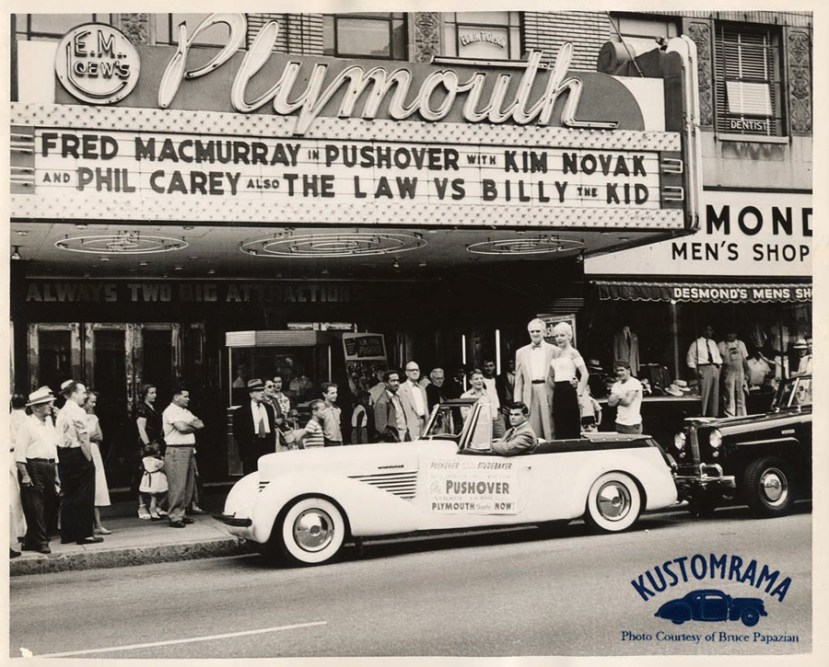 E.M.
LOEW'S
Plymouth
DENTIST
FRED MACMURRAY IN PUSHOVER WITH KIM NOVAK
AND PHIL CAREY ALSO THE LAW VS BILLY THE KID
MOND
MEN'S SHOP
DESMOND'S MENS SH
ALWAYS TWO BIG ATTRACTIONS
PUSHOVER STUDEBAKER
The PUSHOVER
PLYMOUTH NOW
KUSTOMRAMA
Photo Courtesy of Bruce Papazian